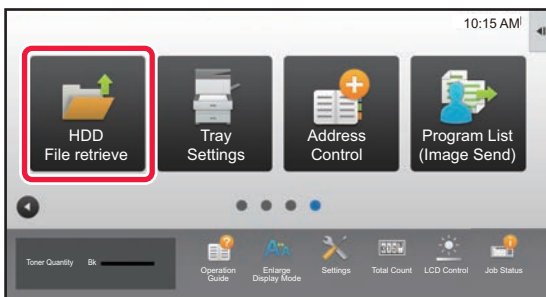 10:15 AM
HDD
File retrieve
Tray
Settings
Address
Control
Program List
(Image Send)
Toner Quantity Bk
Operation
Guide
Enlarge
Display Mode
Settings
Total Count
LCD Control
Job Status